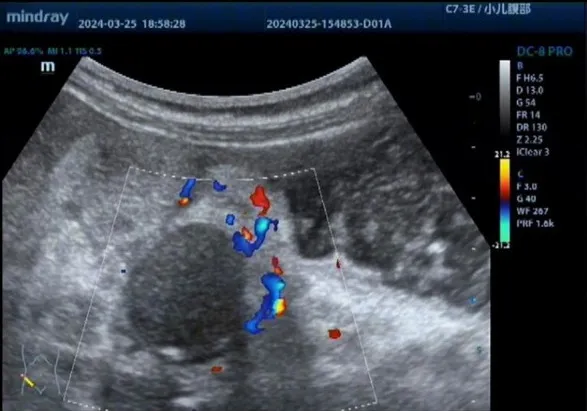 mindray
2024-03-25 18:58:28
20240325-154853-D01A
C7-3E / 小儿腹部
AP 96.6% MI 1.1 TIS 0.5
m
DC-8 PRO
B
F H6.5
D 13.0
G 54
FR 14
DR 130
Z 2.25
iClear 3
0
21.2
C
F 3.0
G 40
WF 267
PRF 1.6k
-21.2